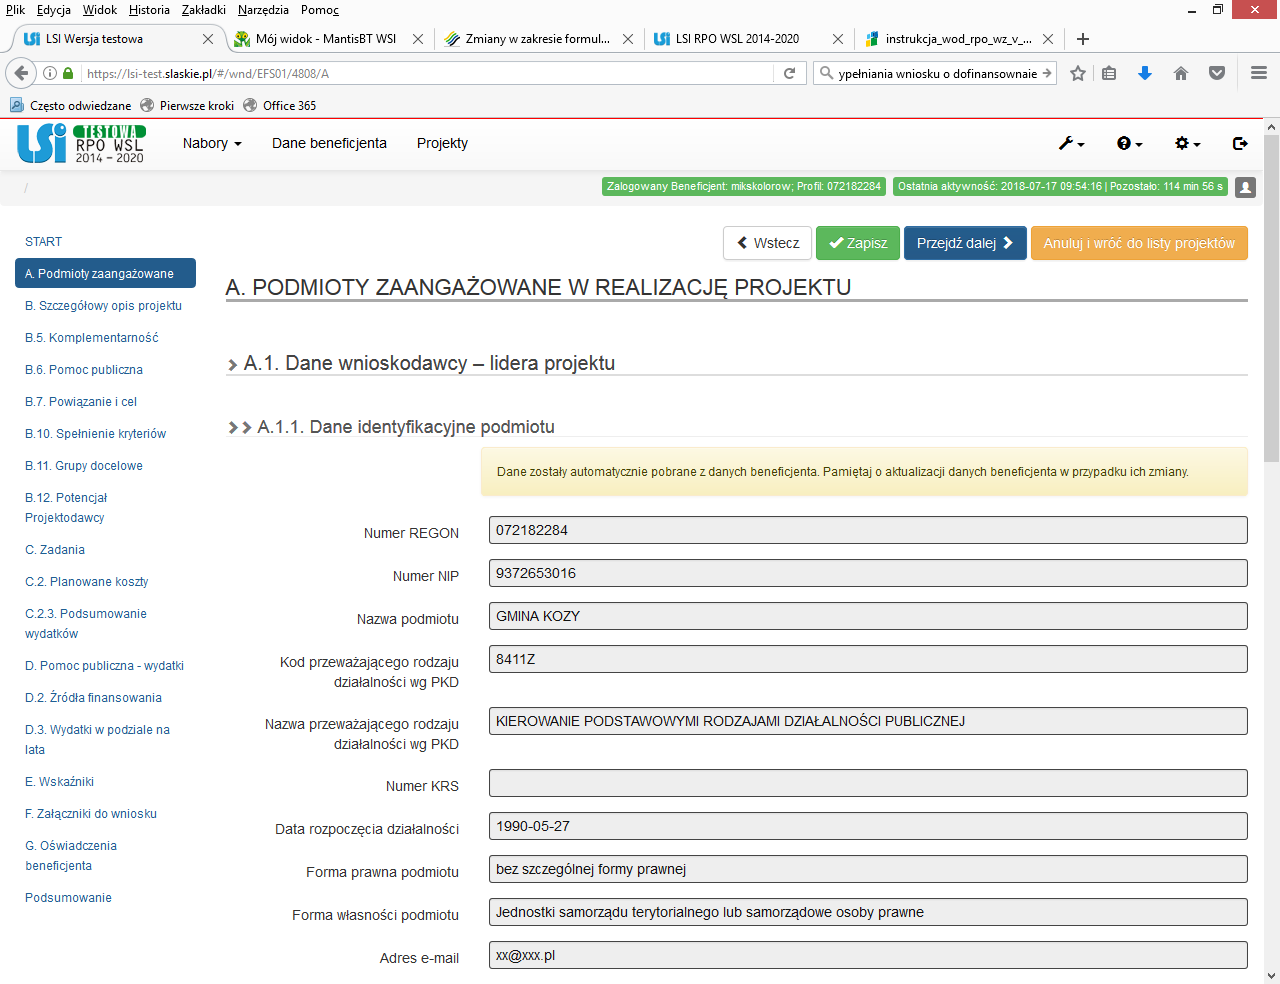 Plik Edycja Widok Historia Zakładki Narzędzia Pomoc
LSI Wersja testowa
Mój widok - MantisBT WSI
Zmiany w zakresie formul...
LSI RPO WSL 2014-2020
instrukcja_wod_rpo_wz_v_...
https://lsi-test.slaskie.pl/#/wnd/EFS01/4808/A
ypełniania wniosku o dofinansownaie
Często odwiedzane Pierwsze kroki Office 365
LSi TESTOWA
RPO WSL
2014 - 2020
Nabory Dane beneficjenta Projekty
/
Zalogowany Beneficjent: mikskolorow; Profil: 072182284
Ostatnia aktywność: 2018-07-17 09:54:16 | Pozostało: 114 min 56 s
START
A. Podmioty zaangażowane
B. Szczegółowy opis projektu
B.5. Komplementarność
B.6. Pomoc publiczna
B.7. Powiązanie i cel
B.10. Spełnienie kryteriów
B.11. Grupy docelowe
B.12. Potencjał
Projektodawcy
C. Zadania
C.2. Planowane koszty
C.2.3. Podsumowanie
wydatków
D. Pomoc publiczna - wydatki
D.2. Źródła finansowania
D.3. Wydatki w podziale na
lata
E. Wskaźniki
F. Załączniki do wniosku
G. Oświadczenia
beneficjenta
Podsumowanie
Wstecz Zapisz Przejdź dalej Anuluj i wróć do listy projektów
A. PODMIOTY ZAANGAŻOWANE W REALIZACJĘ PROJEKTU
A.1. Dane wnioskodawcy – lidera projektu
A.1.1. Dane identyfikacyjne podmiotu
Dane zostały automatycznie pobrane z danych beneficjenta. Pamiętaj o aktualizacji danych beneficjenta w przypadku ich zmiany.
Numer REGON 072182284
Numer NIP 9372653016
Nazwa podmiotu GMINA KOZY
Kod przeważającego rodzaju 8411Z
działalności wg PKD
Nazwa przeważającego rodzaju KIEROWANIE PODSTAWOWYMI RODZAJAMI DZIAŁALNOŚCI PUBLICZNEJ
działalności wg PKD
Numer KRS
Data rozpoczęcia działalności 1990-05-27
Forma prawna podmiotu bez szczególnej formy prawnej
Forma własności podmiotu Jednostki samorządu terytorialnego lub samorządowe osoby prawne
Adres e-mail xx@xxx.pl